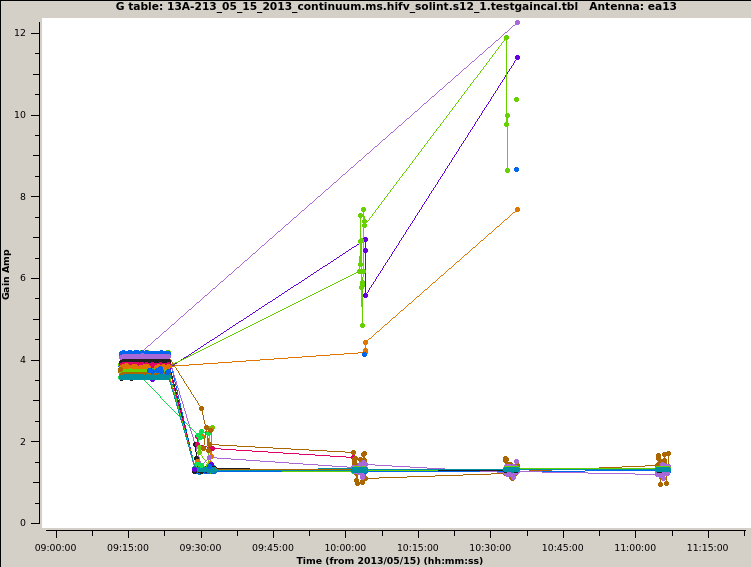 G table: 13A-213_05_15_2013_continuum.ms.hifv_solint.s12_1.testgaincal.tbl   Antenna: ea13
12
10
8
6
4
2
0
Gain Amp
09:00:00 09:15:00 09:30:00 09:45:00 10:00:00 10:15:00 10:30:00 10:45:00 11:00:00 11:15:00
Time (from 2013/05/15) (hh:mm:ss)